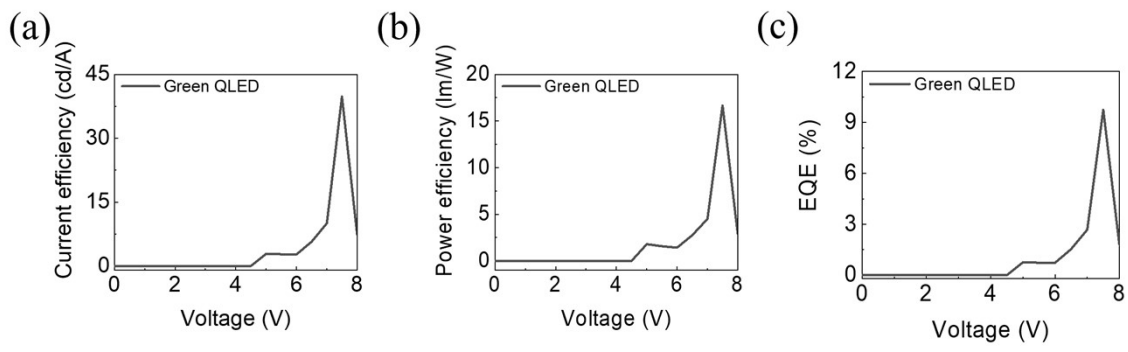 (a)
Current efficiency (cd/A)
45
30
15
0
Green QLED
0 2 4 6 8
Voltage (V)
(b)
Power efficiency (lm/W)
20
15
10
5
0
Green QLED
0 2 4 6 8
Voltage (V)
(c)
EQE (%)
12
9
6
3
0
Green QLED
0 2 4 6 8
Voltage (V)